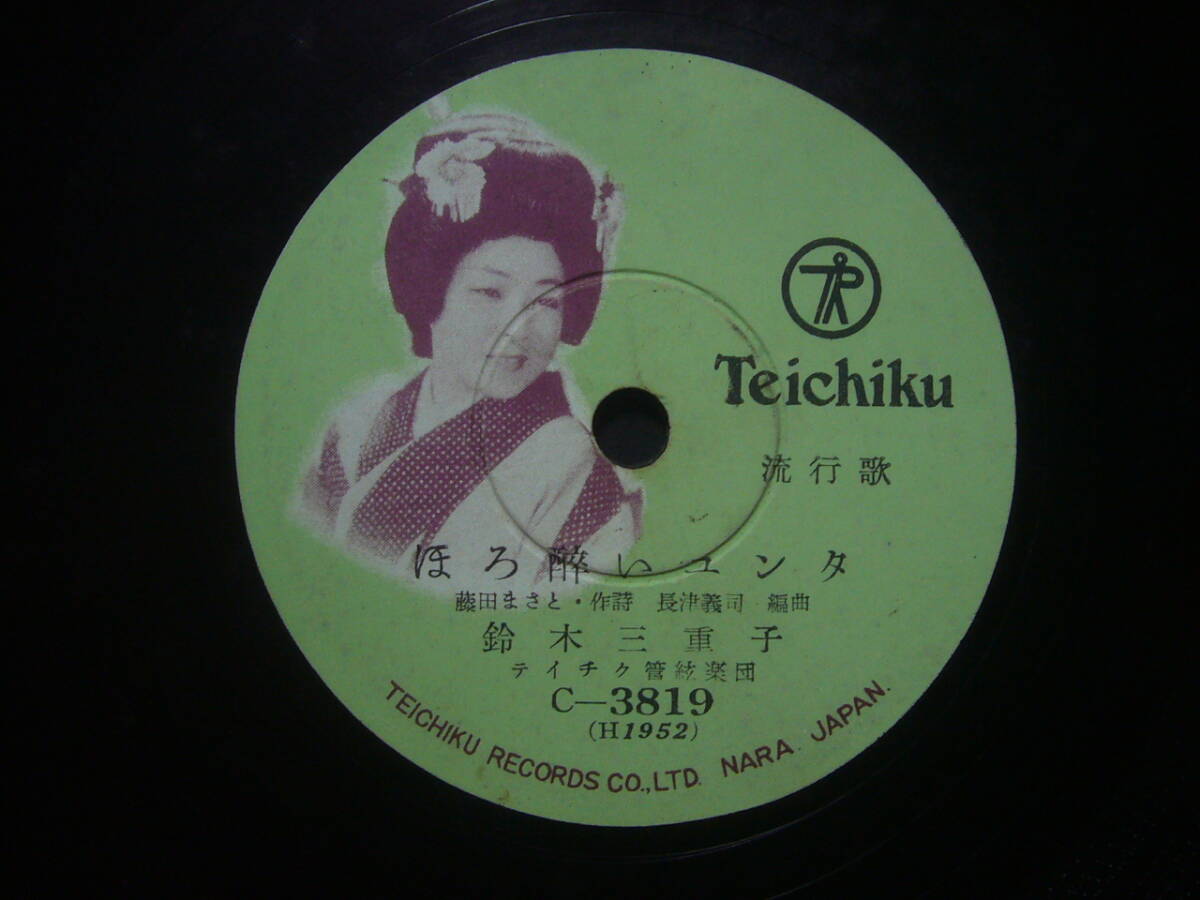 Teichiku
流行歌
ほろ酔いユンタ
藤田まさと・作詩 長津義司 編曲
鈴木三重子
テイチク管絃楽団
C—3819
(H1952)
TEICHIKU RECORDS CO.,LTD. NARA. JAPAN.